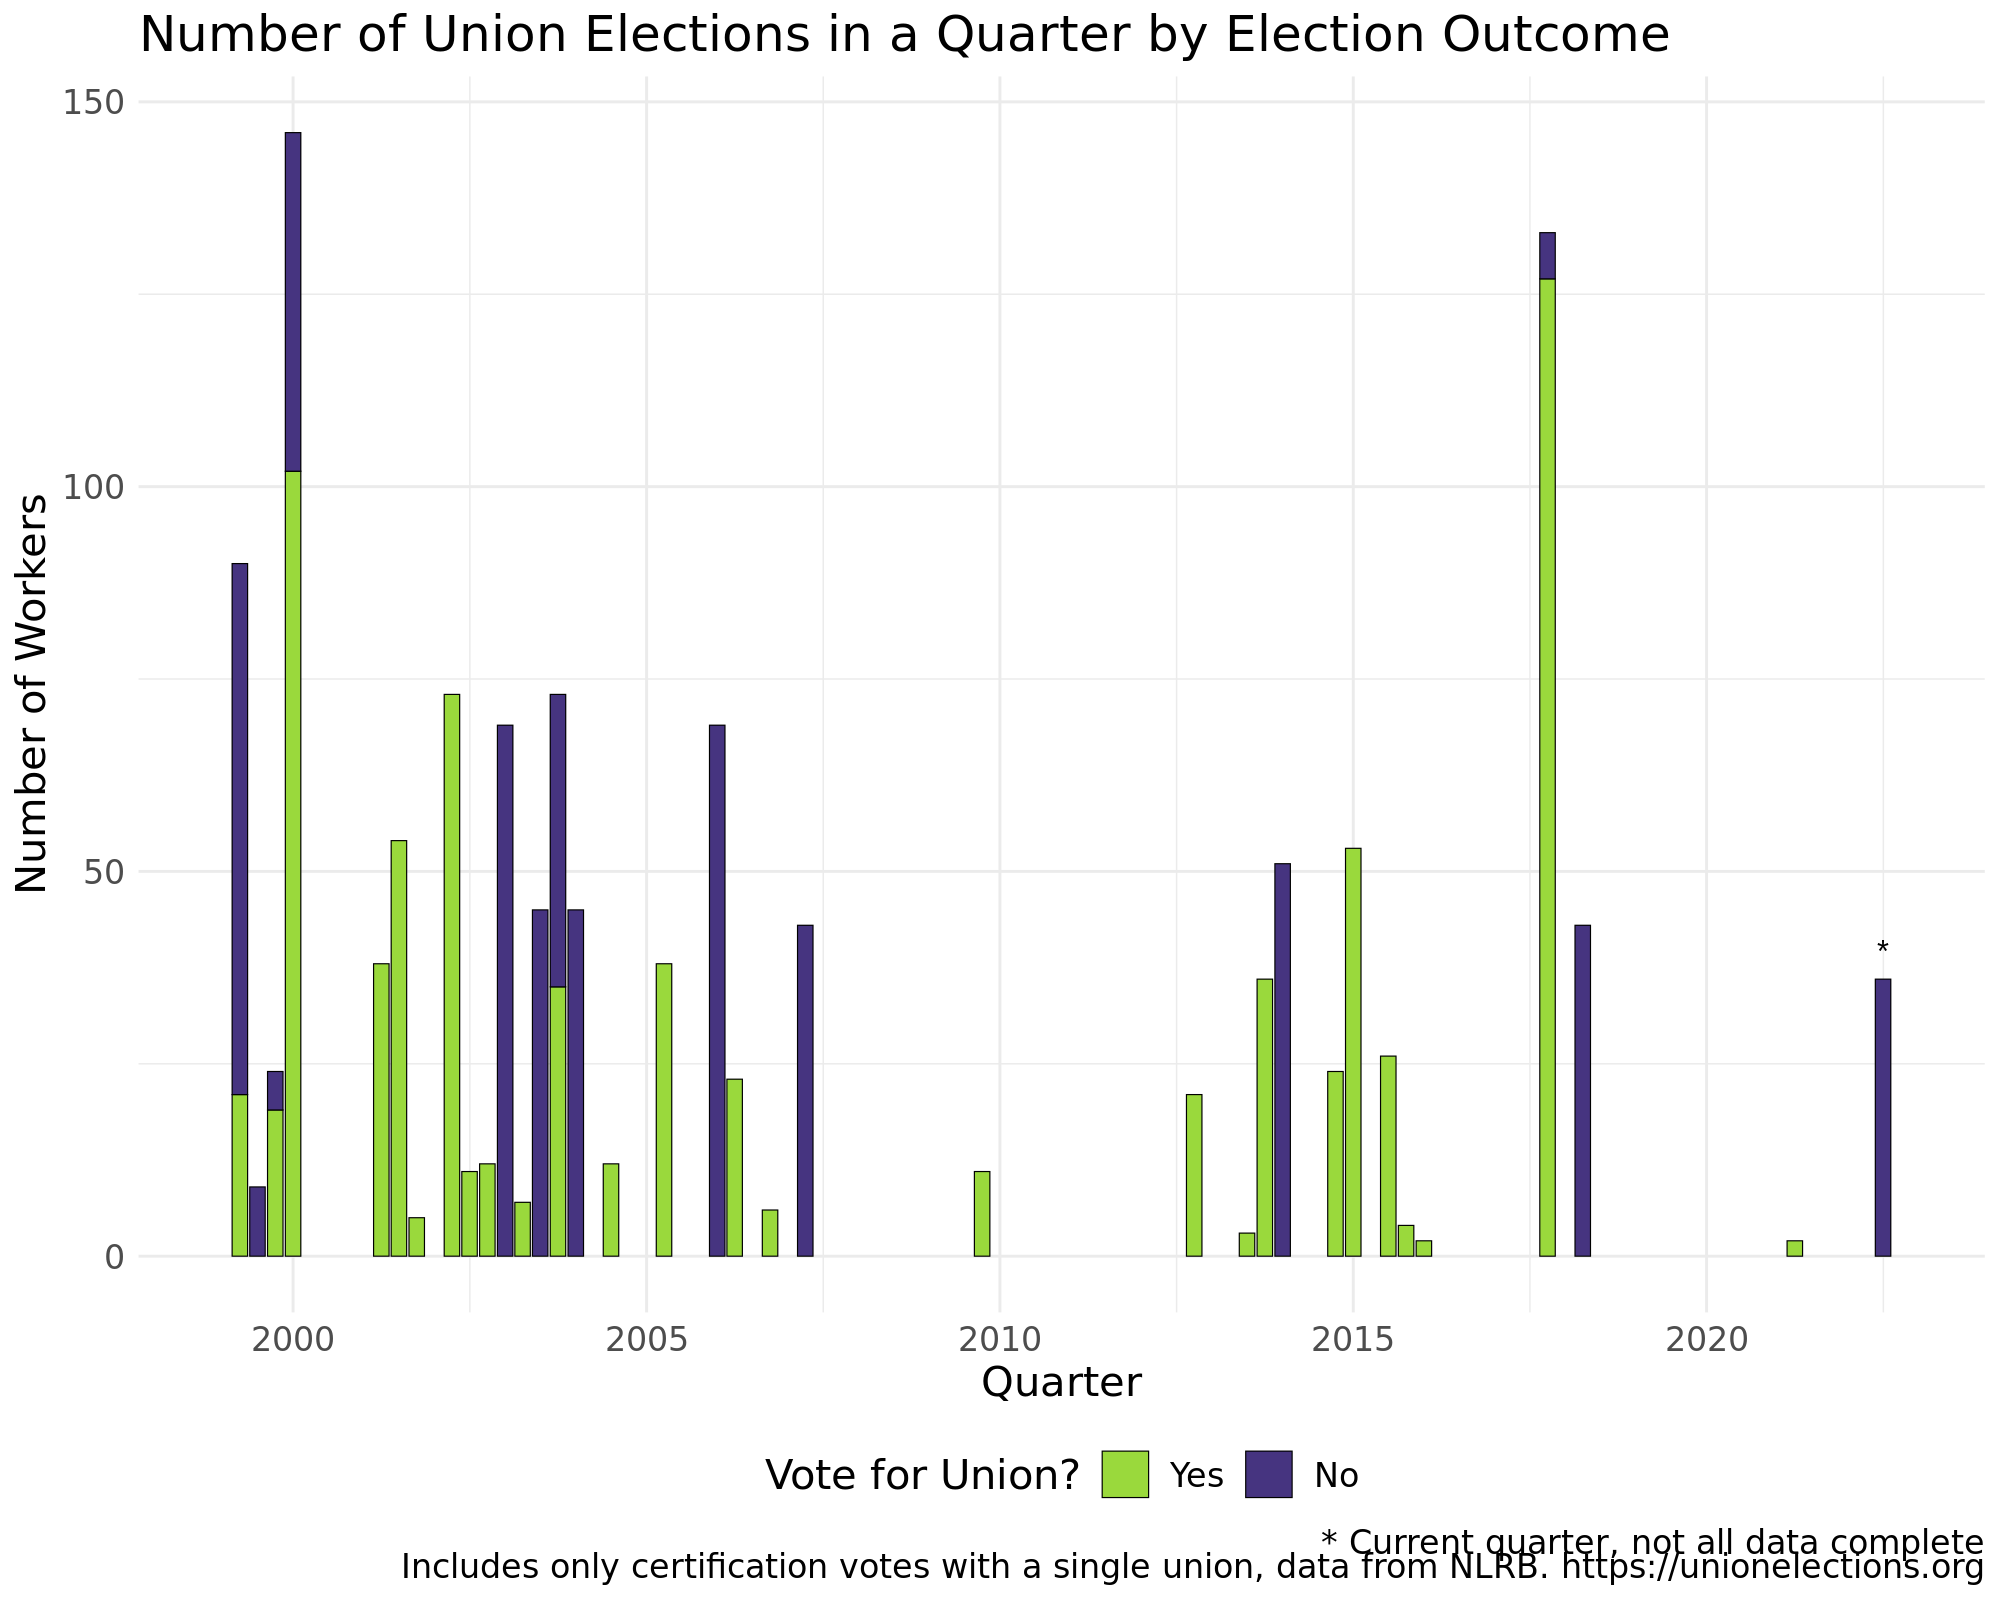 Number of Union Elections in a Quarter by Election Outcome
150
100
50
0
Number of Workers
*
2000 2005 2010 2015 2020
Quarter
Vote for Union? Yes No
* Current quarter, not all data complete
Includes only certification votes with a single union, data from NLRB. https://unionelections.org